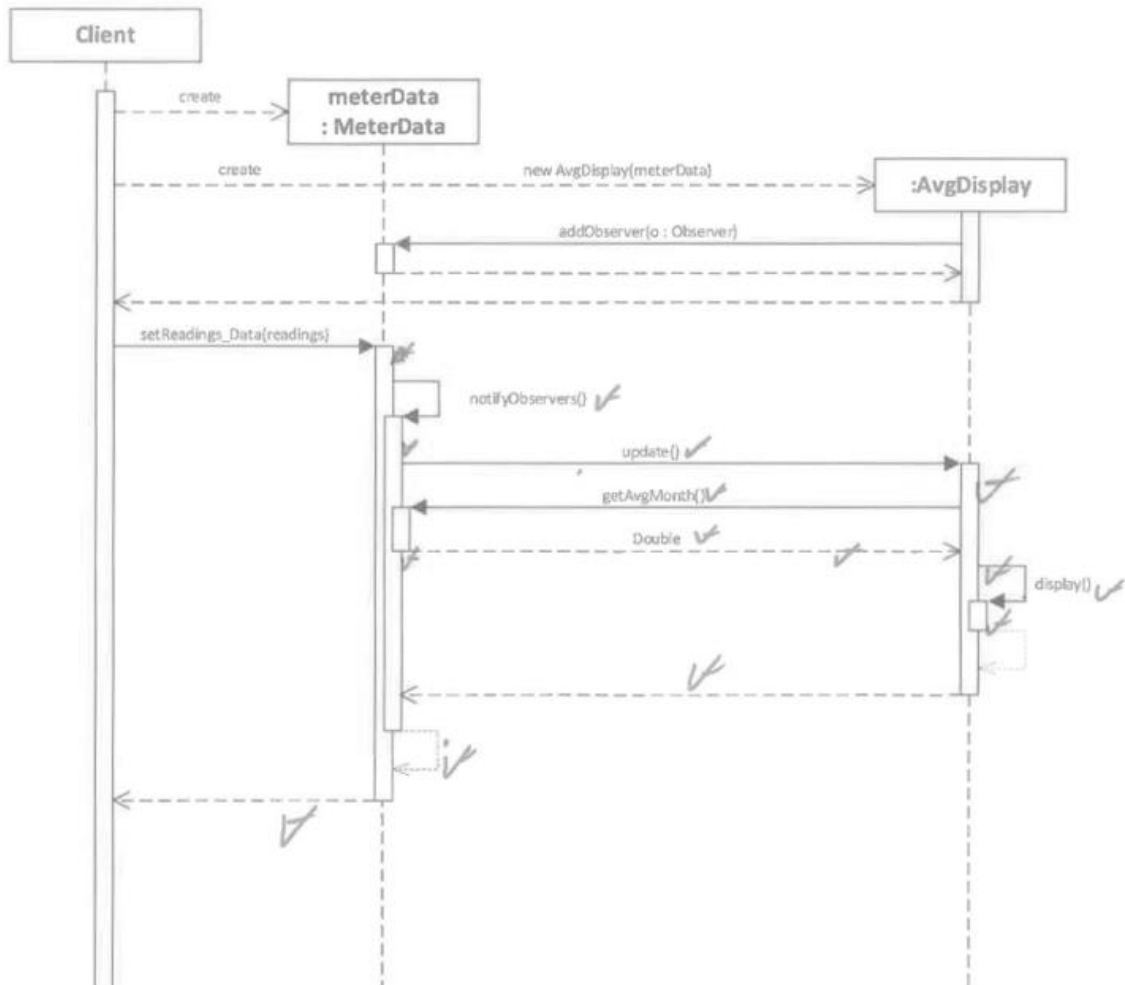 Client
create
meterData
: MeterData
create
new AvgDisplay(meterData)
:AvgDisplay
addObserver(o : Observer)
setReadings_Data(readings)
notifyObservers()
update()
getAvgMonth()
Double
display()